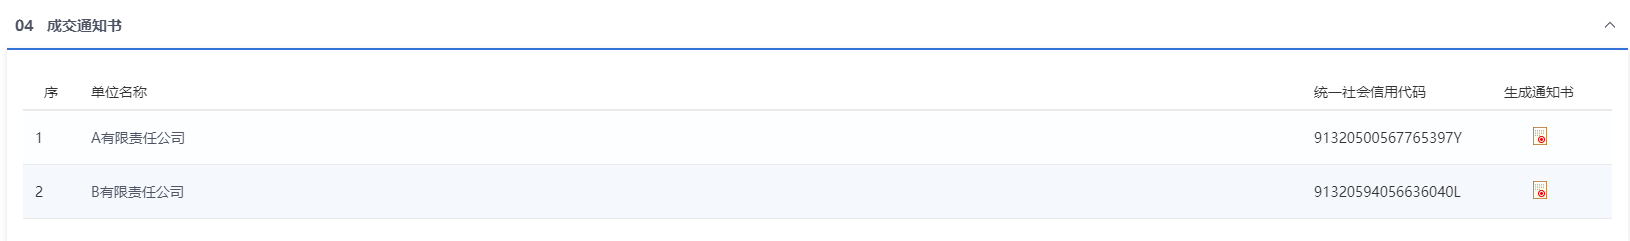 04 成交通知书
序 单位名称 统一社会信用代码 生成通知书
1 A有限责任公司 91320500567765397Y
2 B有限责任公司 91320594056636040L